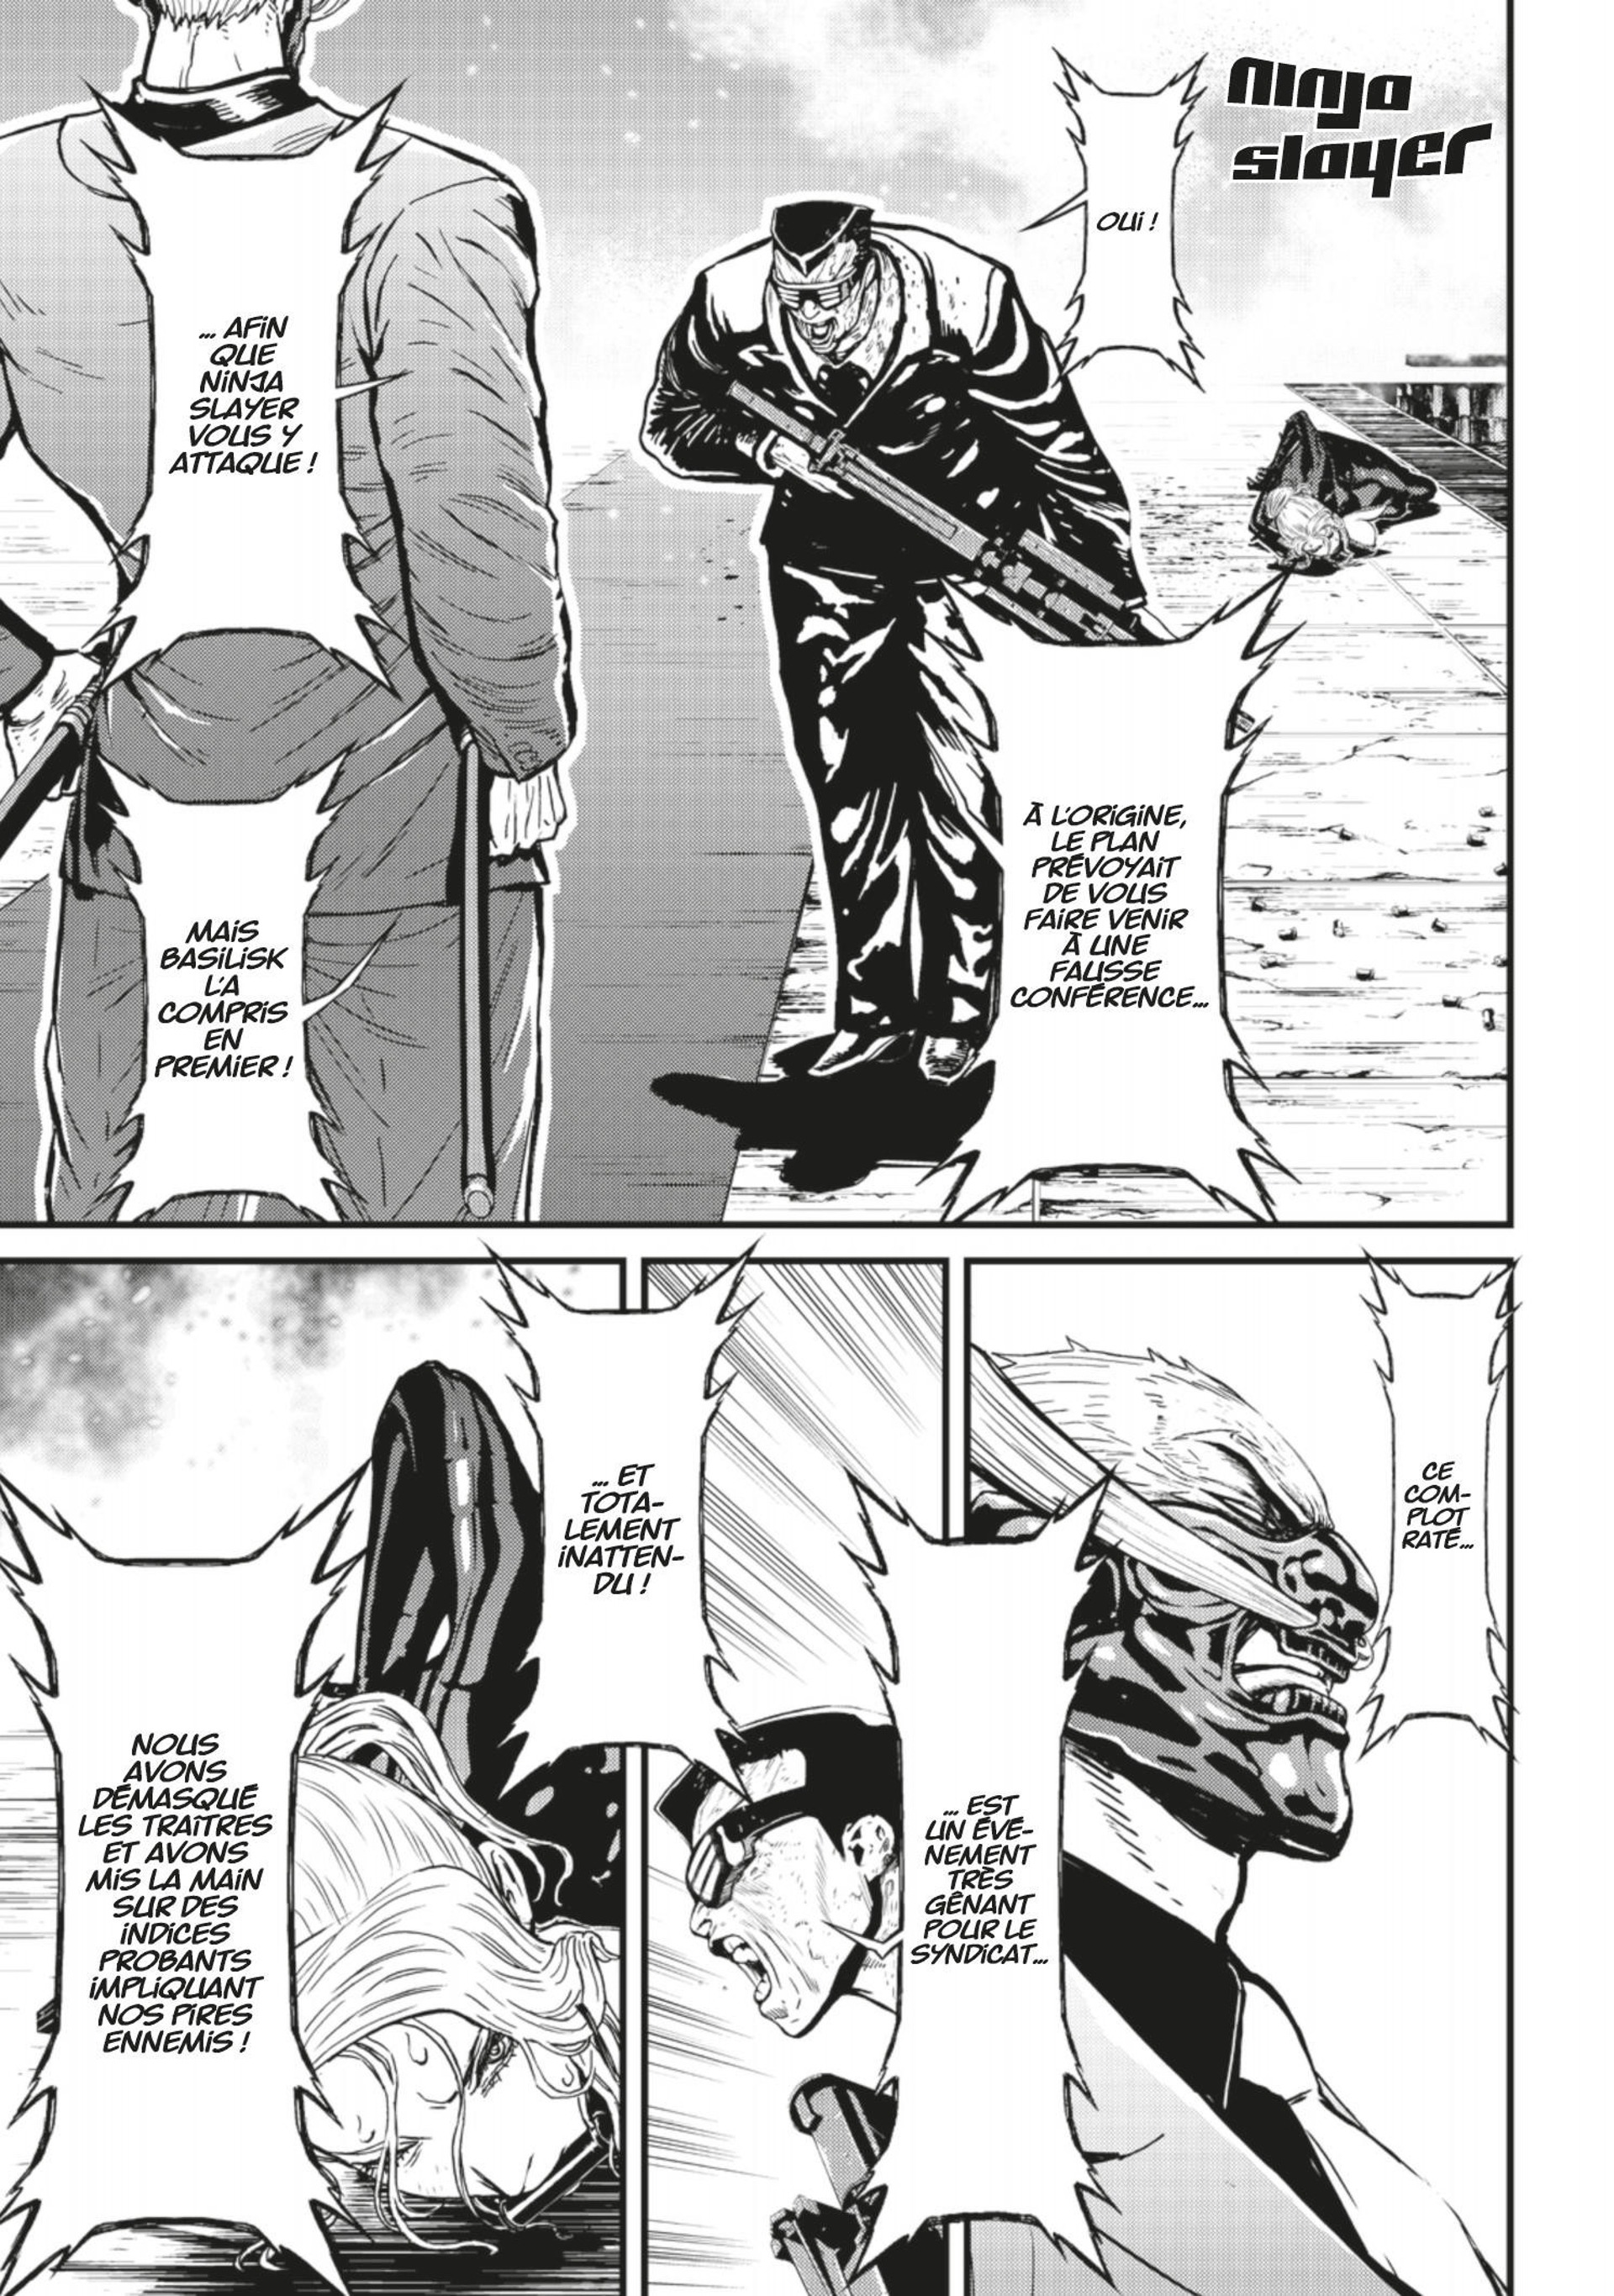 ninja
slayer
OUi !
À L'ORiGiNE,
LE PLAN
PRÉVOYAiT
DE VOUS
FAiRE VENiR
À UNE
FAUSSE
CONFÉRENCE...
... AFiN
QUE
NiNJA
SLAYER
VOUS Y
ATTAQUE !
MAiS
BASiLiSK
L'A
COMPRiS
EN
PREMiER !
CE
COM-
PLOT
RATÉ...
... EST
UN ÉVÉ-
NEMENT
TRÈS
GÊNANT
POUR LE
SYNDiCAT...
... ET
TOTA-
LEMENT
iNATTEN-
DU !
NOUS
AVONS
DÉMASQUÉ
LES TRAÎTRES
ET AVONS
MiS LA MAiN
SUR DES
iNDiCES
PROBANTS
iMPLiQUANT
NOS PiRES
ENNEMiS !